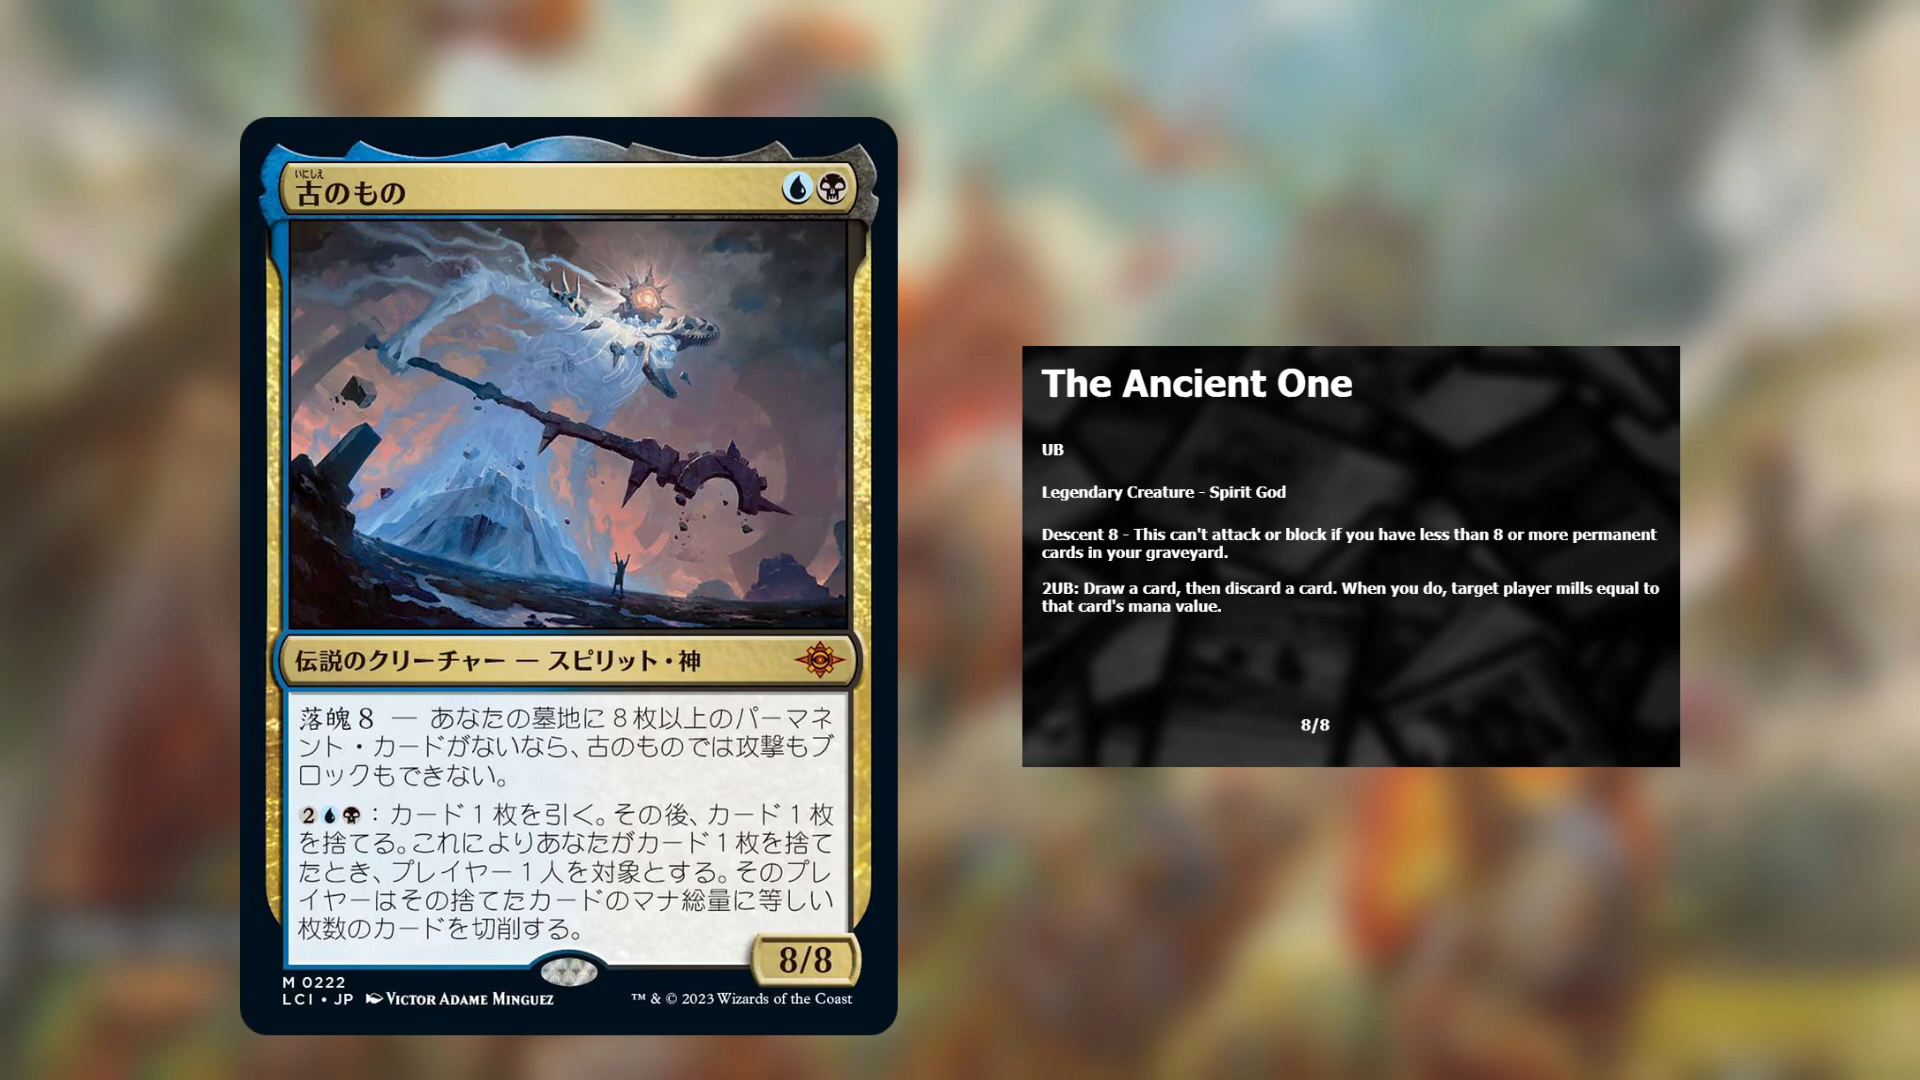 いにしえ
古のもの
伝説のクリーチャー — スピリット・神
落魄8 — あなたの墓地に8枚以上のパーマネ
ント・カードがないなら、古のものでは攻撃もブ
ロックもできない。
2：カード1枚を引く。その後、カード1枚
を捨てる。これによりあなたがカード1枚を捨て
たとき、プレイヤー1人を対象とする。そのプレ
イヤーはその捨てたカードのマナ総量に等しい
枚数のカードを切削する。
8/8
M 0222
LCI • JP VICTOR ADAME MINGUEZ
™ & © 2023 Wizards of the Coast
The Ancient One
UB
Legendary Creature - Spirit God
Descent 8 - This can't attack or block if you have less than 8 or more permanent
cards in your graveyard.
2UB: Draw a card, then discard a card. When you do, target player mills equal to
that card's mana value.
8/8